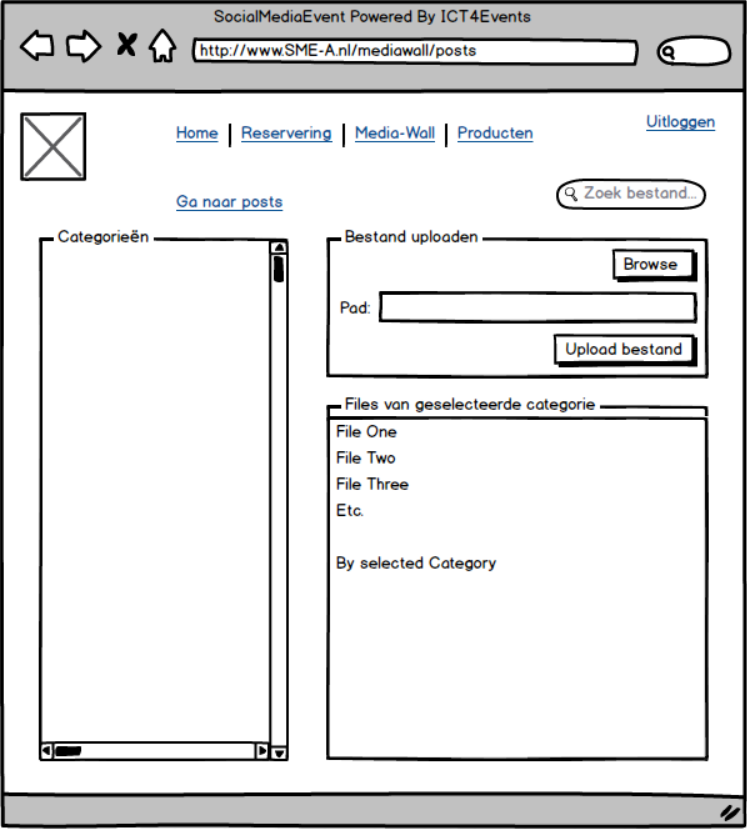 SocialMediaEvent Powered By ICT4Events
http://www.SME-A.nl/mediawall/posts
Uitloggen
Home | Reservering | Media-Wall | Producten
Zoek bestand...
Ga naar posts
Categorieën
Bestand uploaden
Browse
Pad:
Upload bestand
Files van geselecteerde categorie
File One
File Two
File Three
Etc.
By selected Category